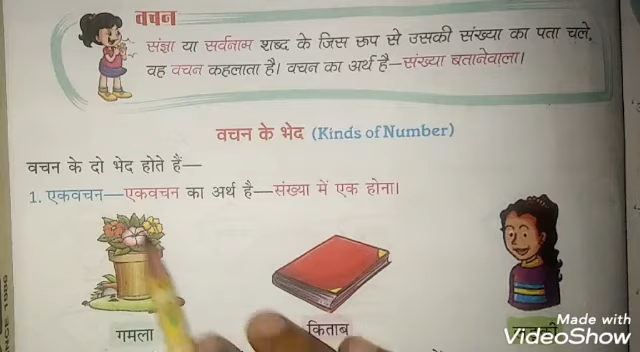 वचन
संज्ञा या सर्वनाम शब्द के जिस रूप से उसकी संख्या का पता चले,
वह वचन कहलाता है। वचन का अर्थ है—संख्या बतानेवाला।
वचन के भेद (Kinds of Number)
वचन के दो भेद होते हैं—
1. एकवचन—एकवचन का अर्थ है—संख्या में एक होना।
गमला किताब
Made with
VideoShow